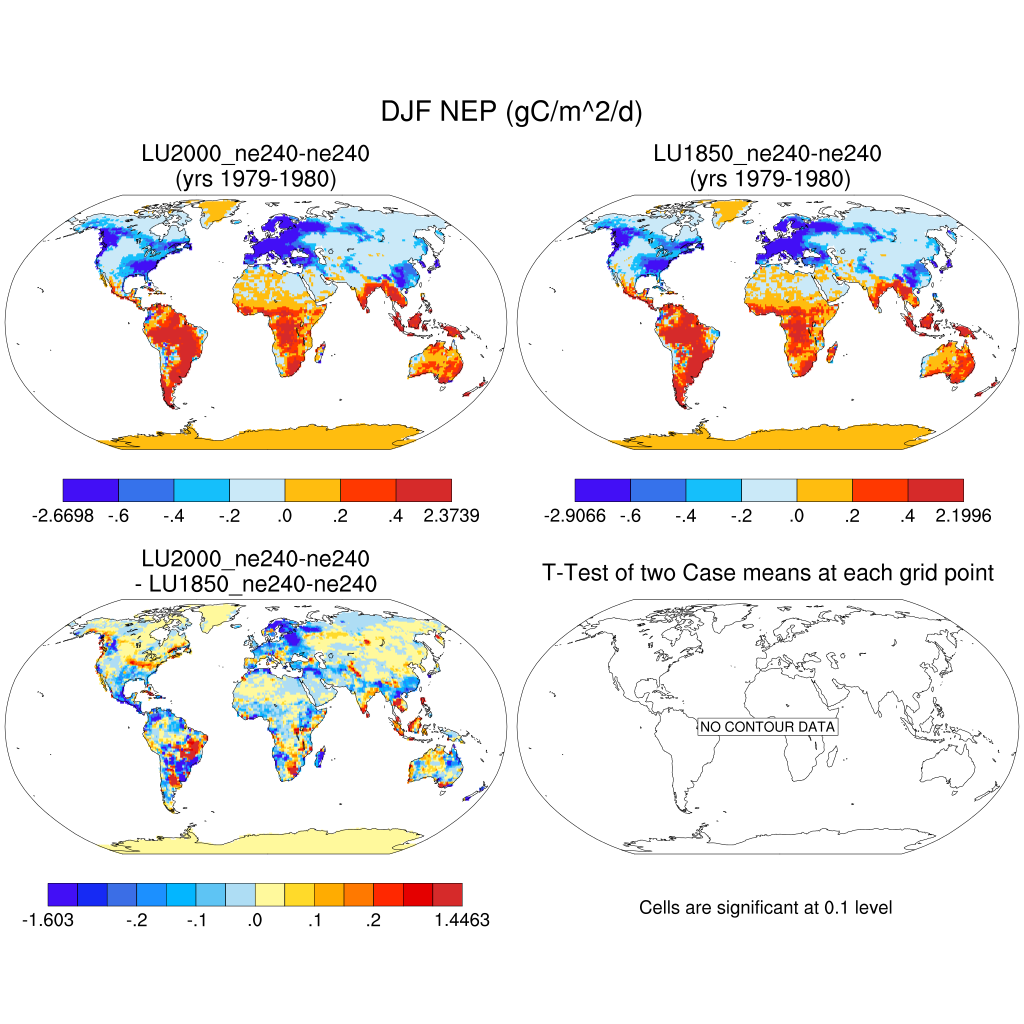 DJF NEP (gC/m^2/d)
LU2000_ne240-ne240
(yrs 1979-1980)
LU1850_ne240-ne240
(yrs 1979-1980)
-2.6698 -.6 -.4 -.2 .0 .2 .4 2.3739
-2.9066 -.6 -.4 -.2 .0 .2 .4 2.1996
LU2000_ne240-ne240
- LU1850_ne240-ne240
T-Test of two Case means at each grid point
NO CONTOUR DATA
-1.603 -.2 -.1 .0 .1 .2 1.4463
Cells are significant at 0.1 level